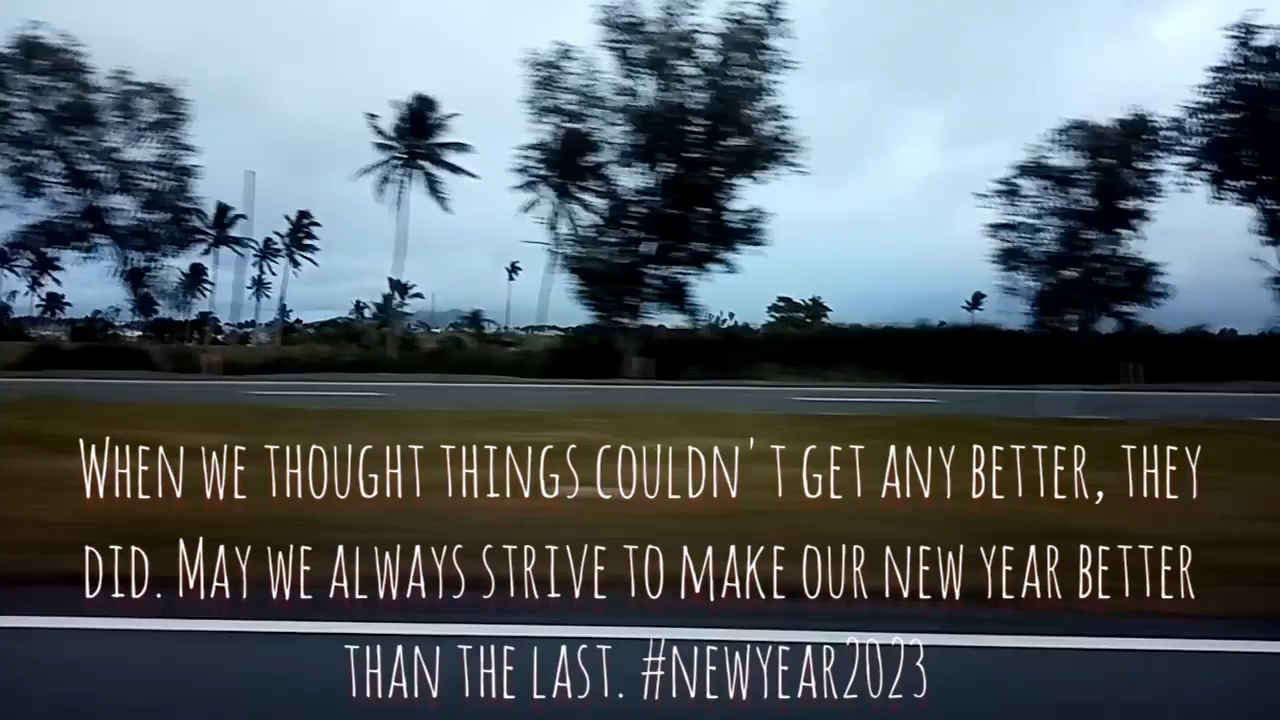 When we thought things couldn't get any better, they
did. May we always strive to make our new year better
than the last. #newyear2023